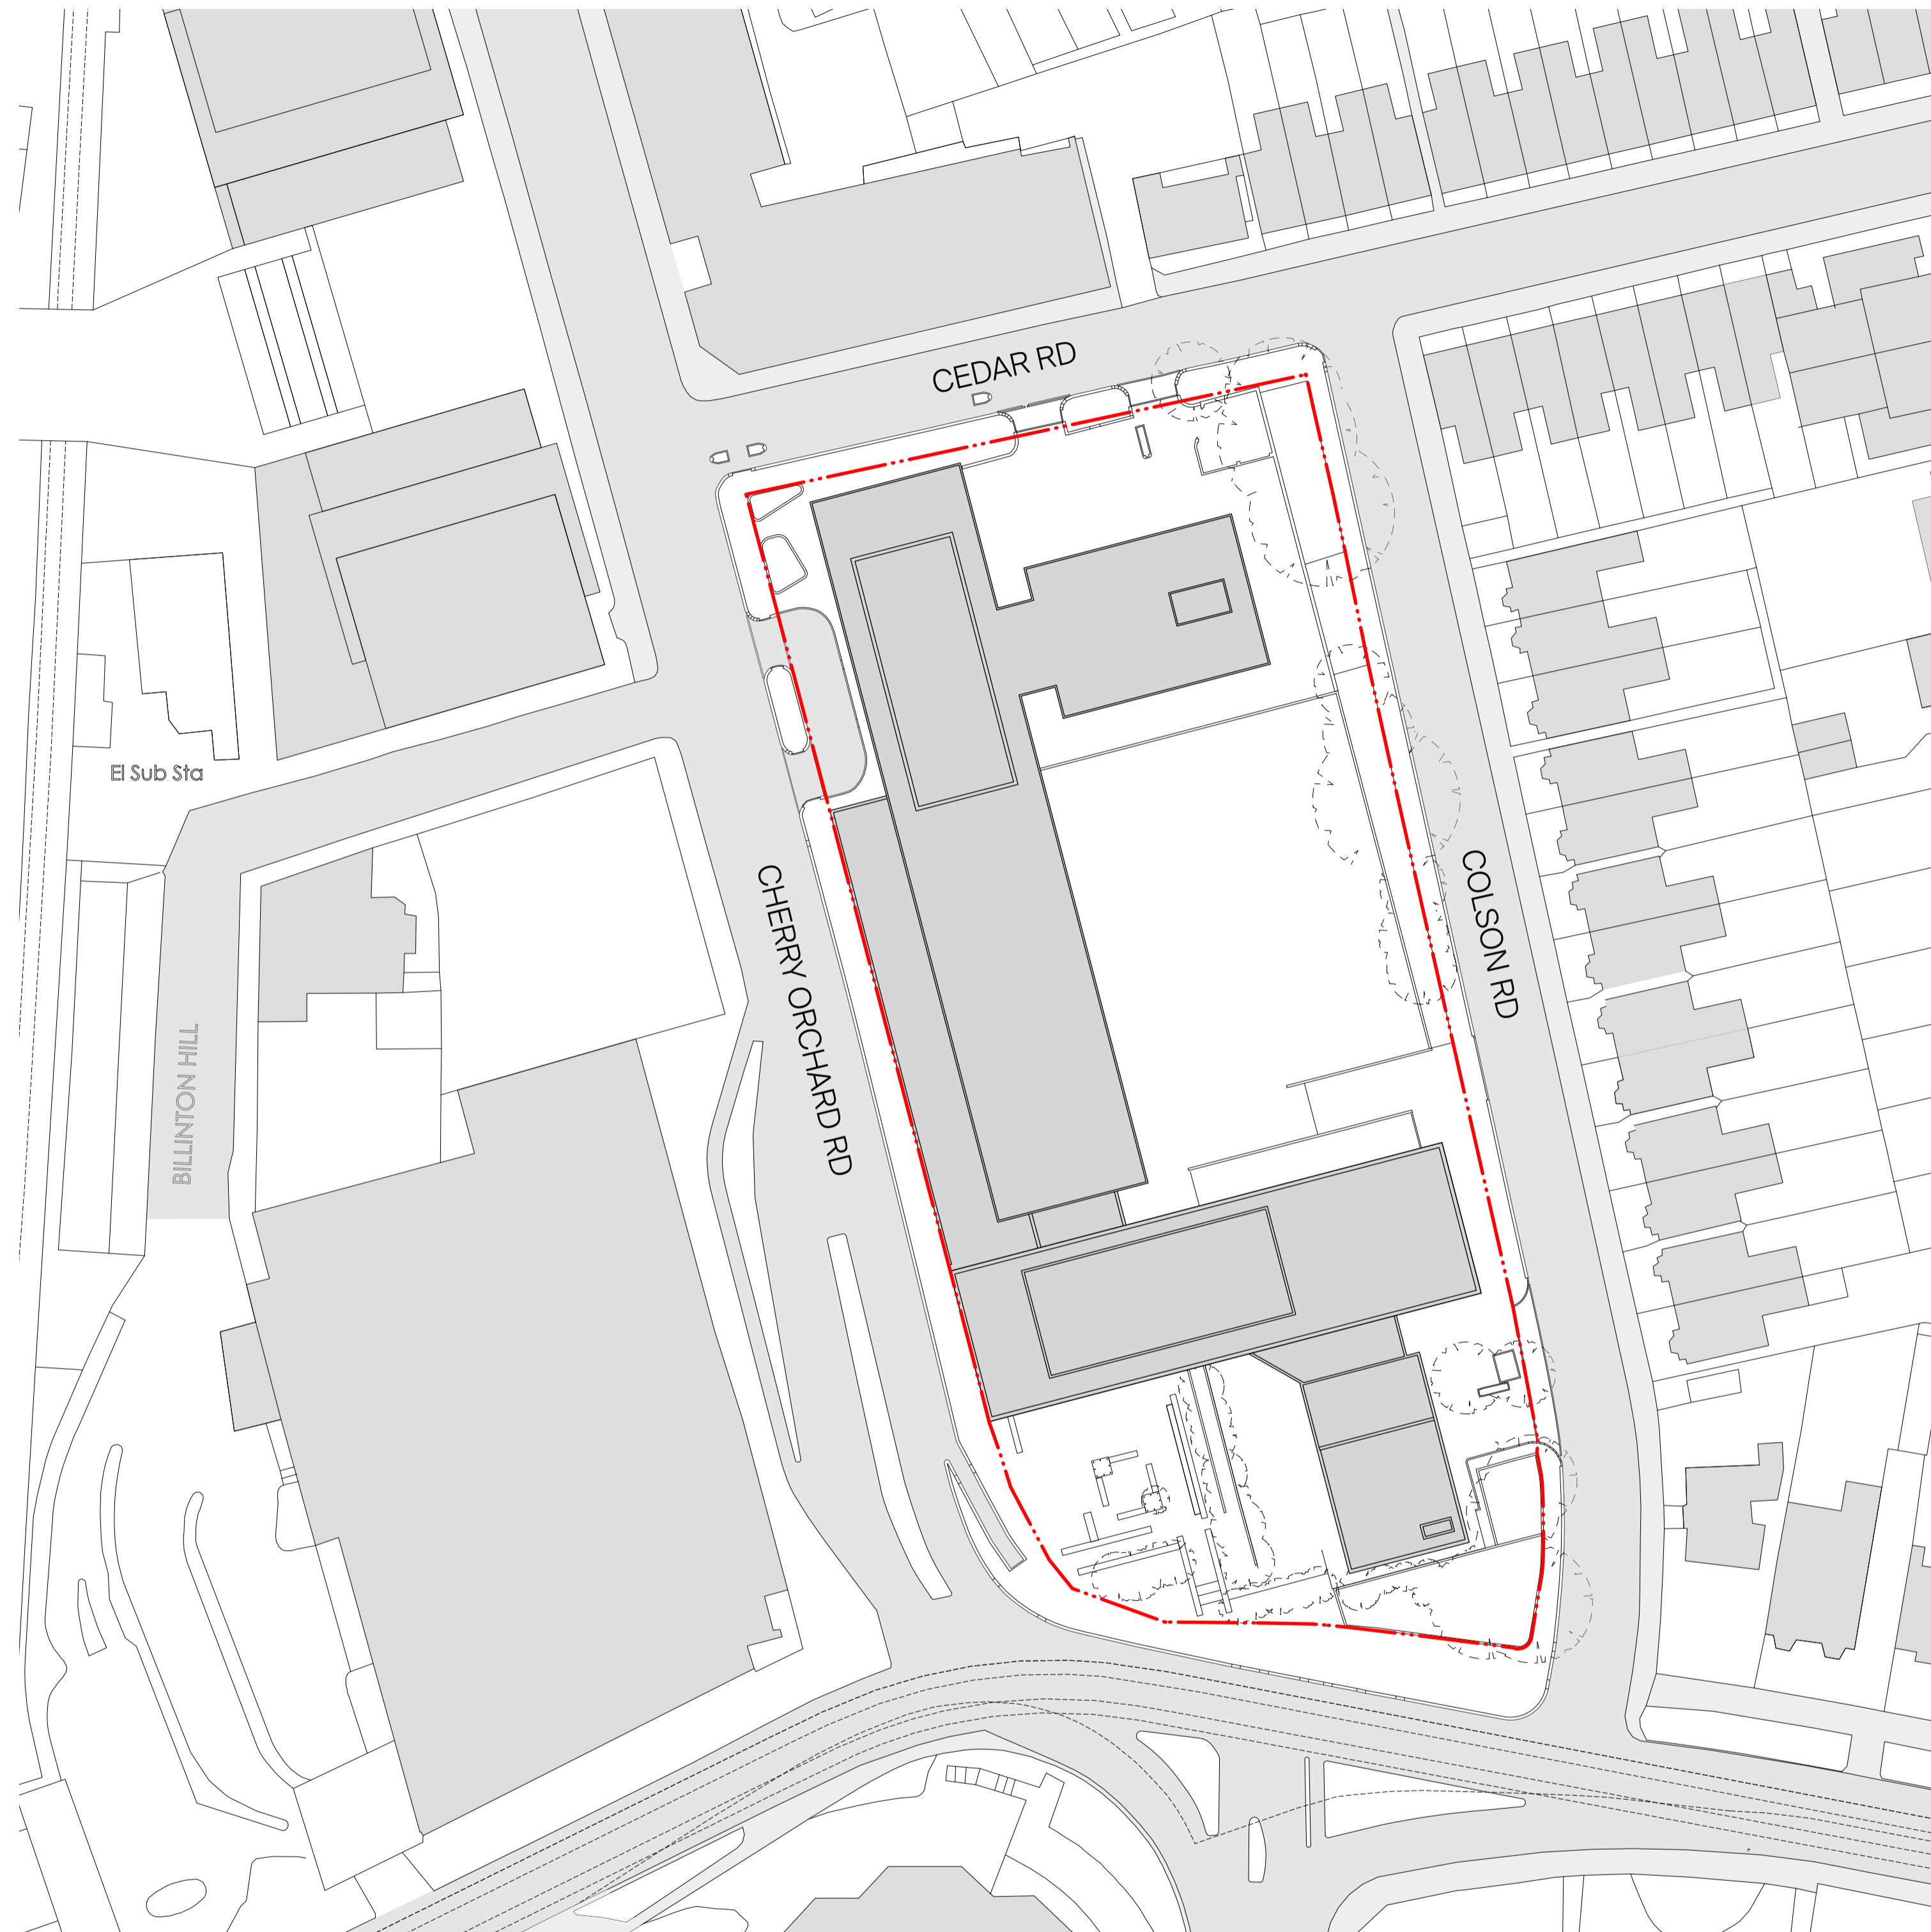 CEDAR RD
El Sub Sta
CHERRY ORCHARD RD
COLSON RD
BILLINTON HILL